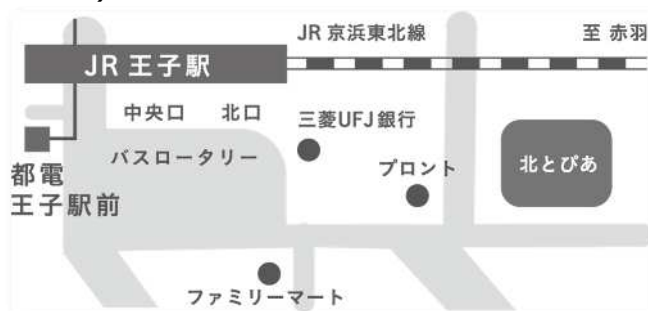 JR 京浜東北線
至 赤羽
JR 王子駅
中央口
北口
三菱UFJ銀行
バスロータリー
プロント
北とぴあ
都電
王子駅前
ファミリーマート